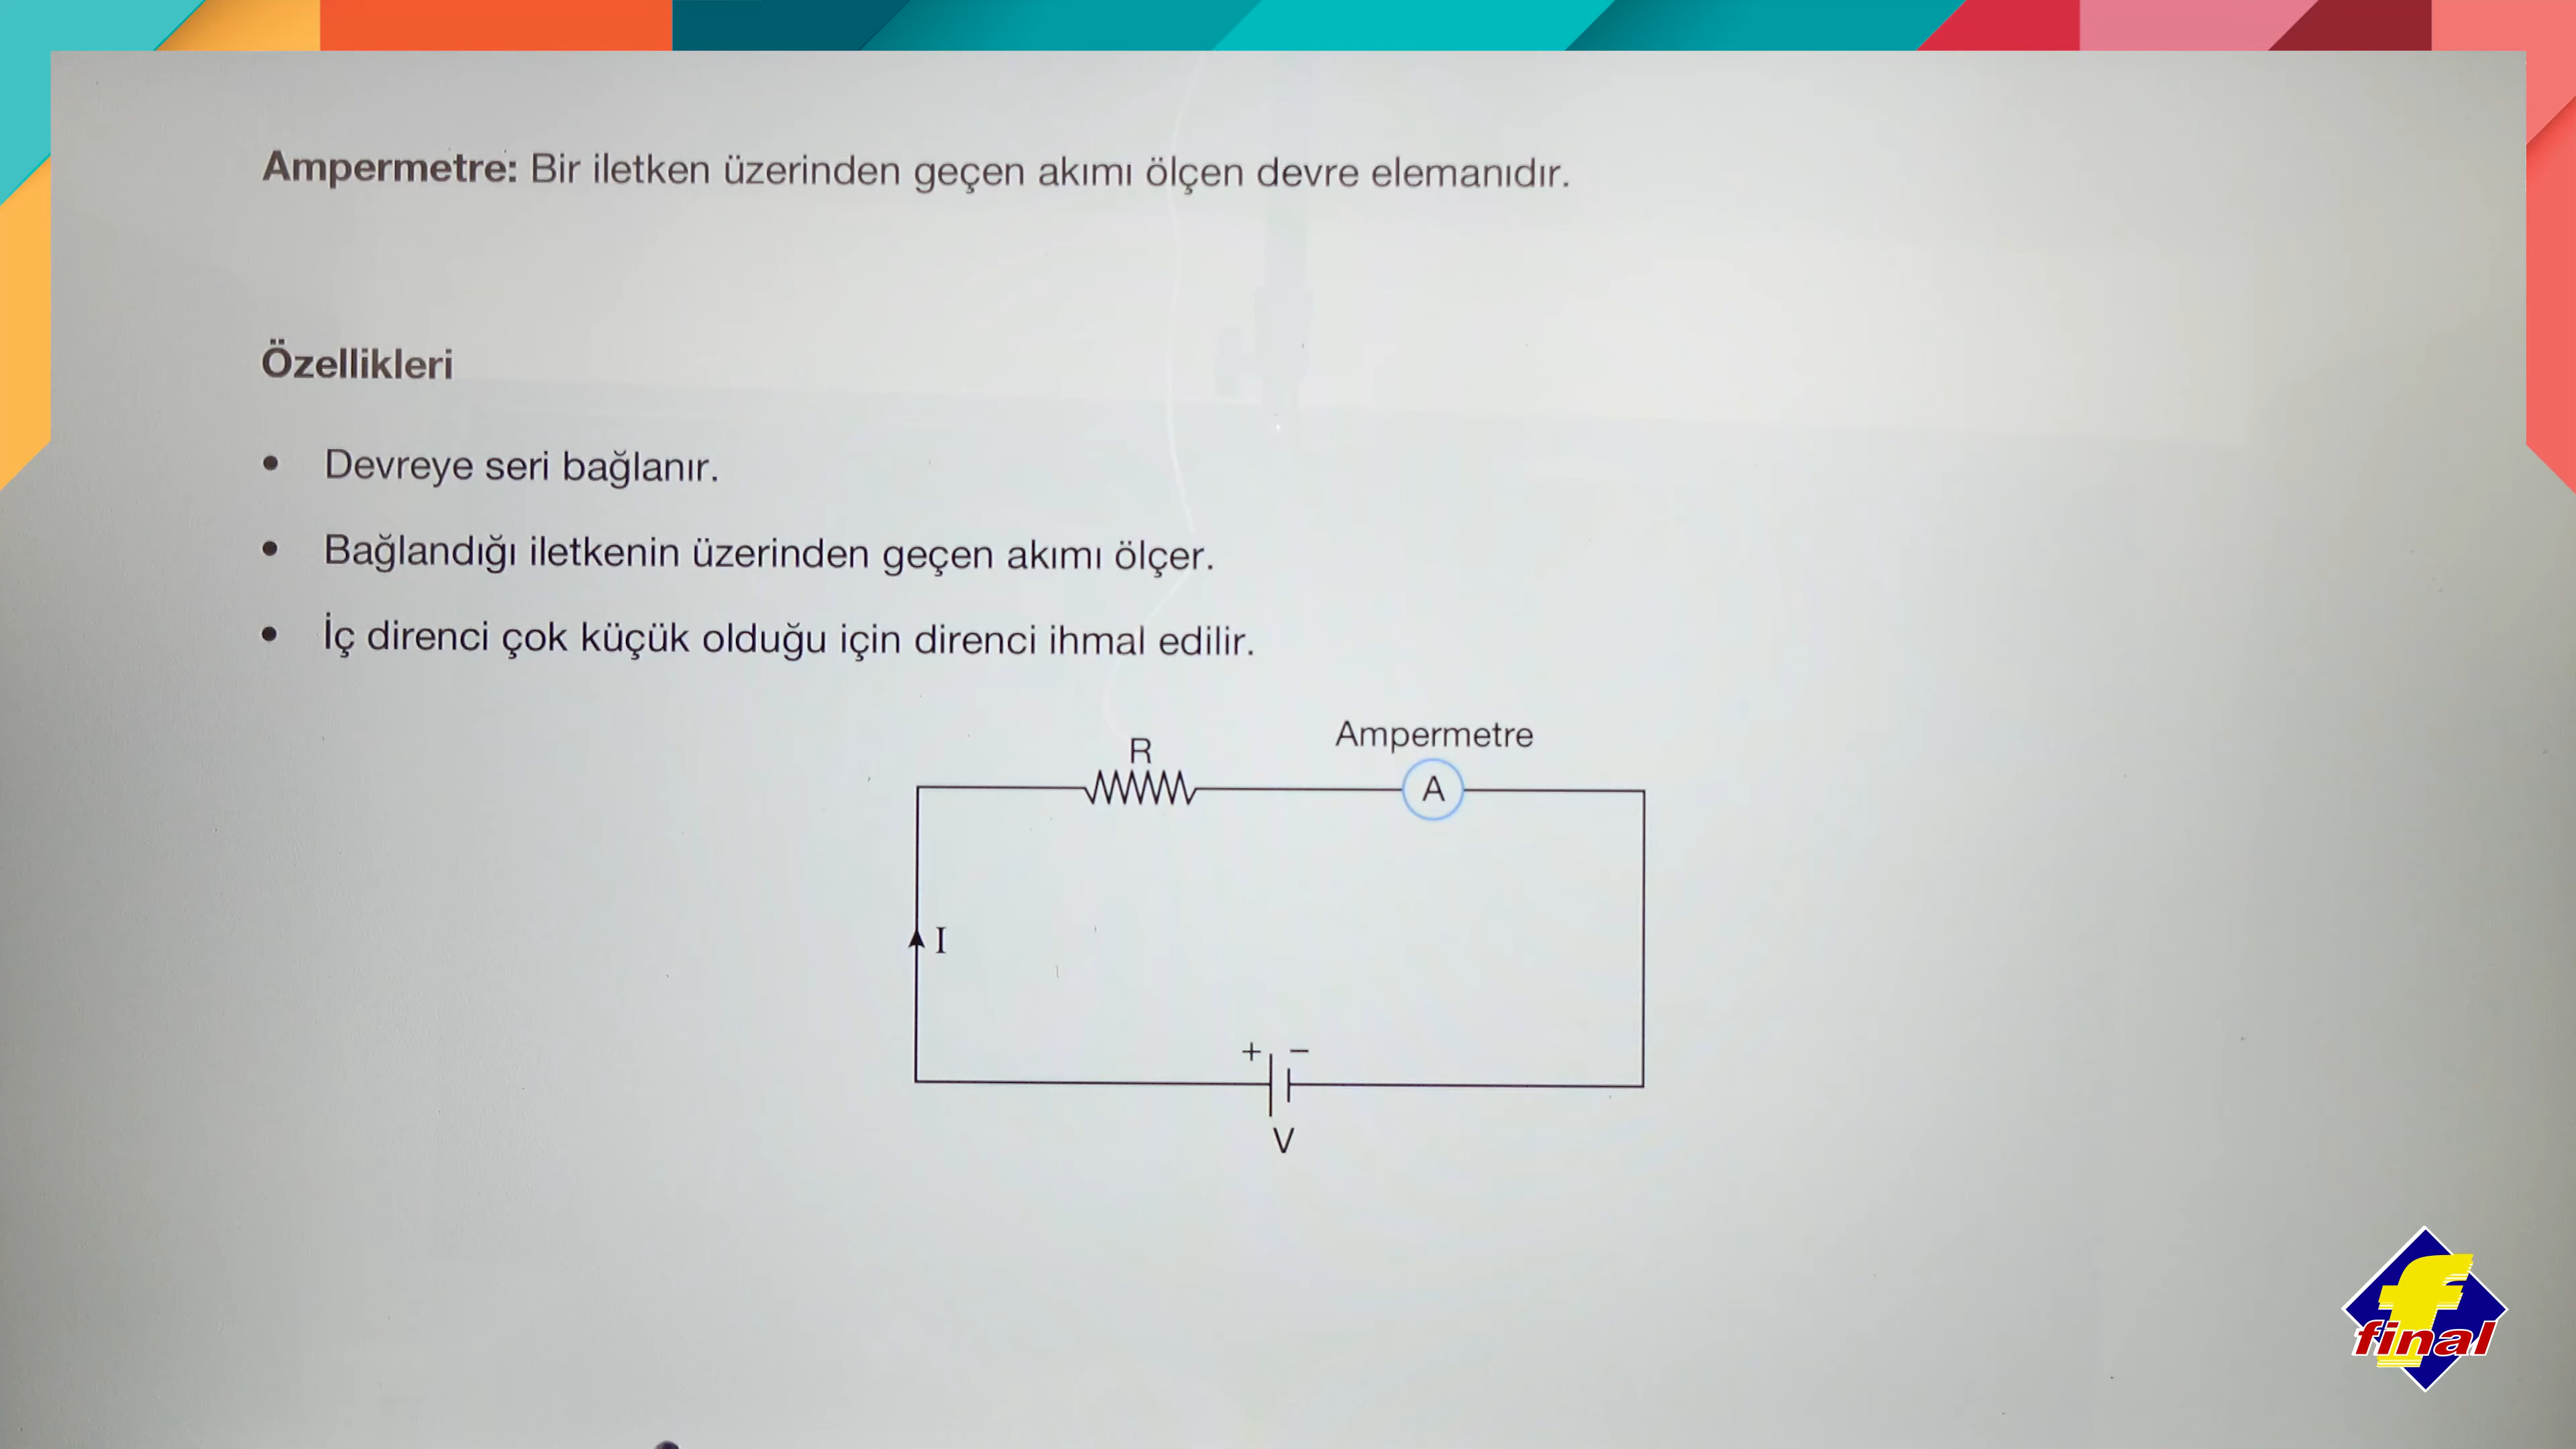 Ampermetre: Bir iletken üzerinden geçen akımı ölçen devre elemanıdır.
Özellikleri
• Devreye seri bağlanır.
• Bağlandığı iletkenin üzerinden geçen akımı ölçer.
• İç direnci çok küçük olduğu için direnci ihmal edilir.
Ampermetre
R
A
I
+ −
V
f
final